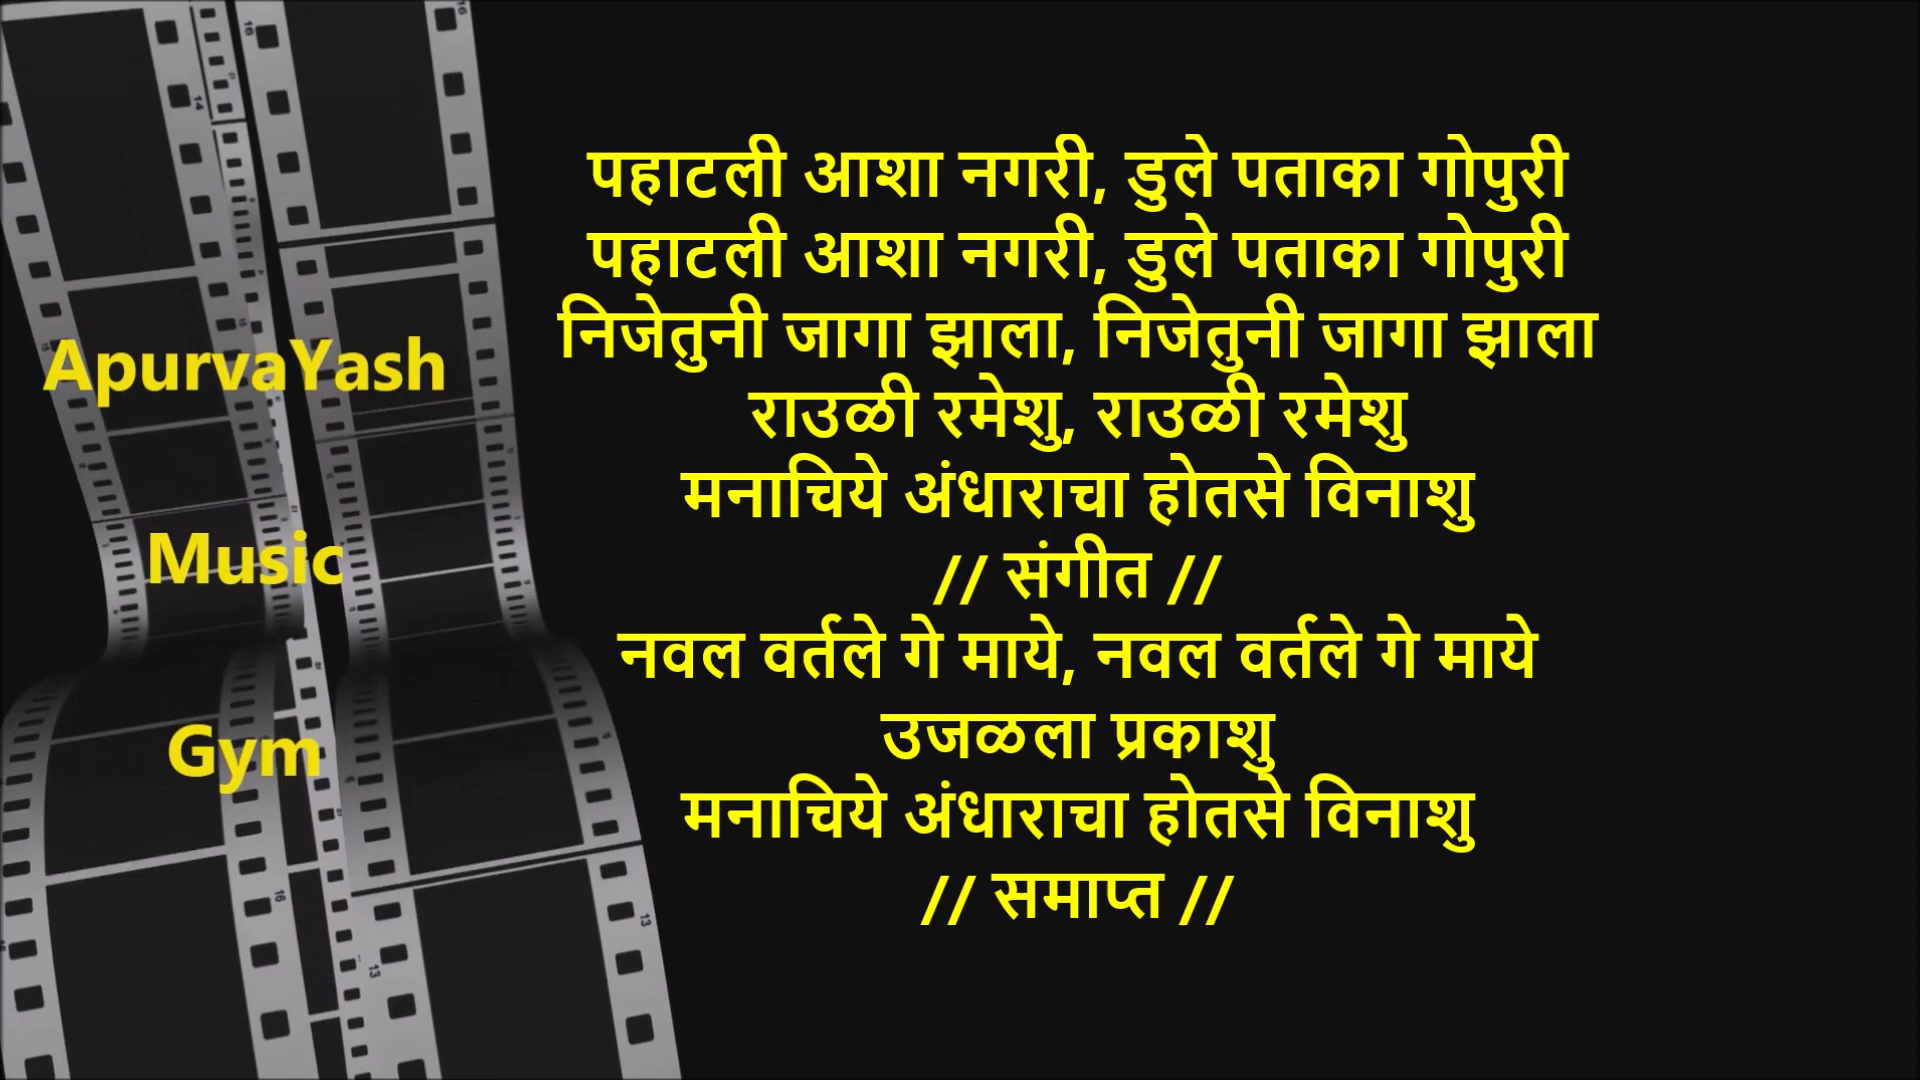 पहाटली आशा नगरी, डुले पताका गोपुरी
पहाटली आशा नगरी, डुले पताका गोपुरी
निजेतुनी जागा झाला, निजेतुनी जागा झाला
राउळी रमेशु, राउळी रमेशु
मनाचिये अंधाराचा होतसे विनाशु
// संगीत //
नवल वर्तले गे माये, नवल वर्तले गे माये
उजळला प्रकाशु
मनाचिये अंधाराचा होतसे विनाशु
// समाप्त //
ApurvaYash
Music
Gym